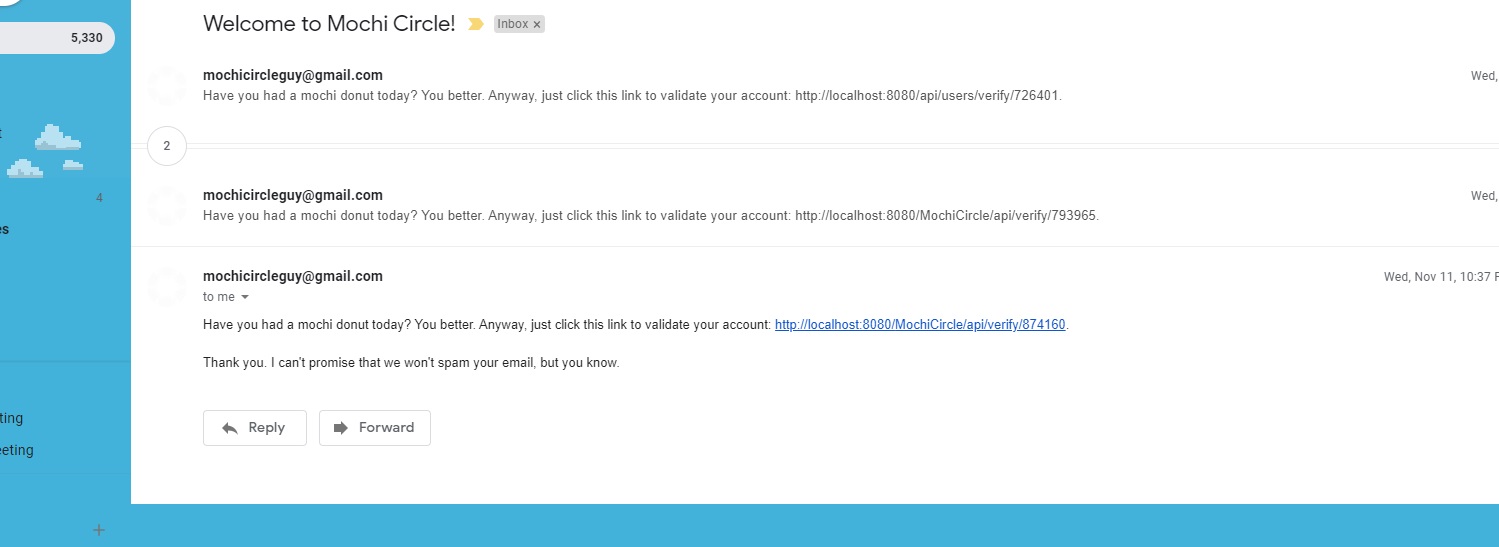 Welcome to Mochi Circle! Inbox ×
5,330
mochicircleguy@gmail.com Wed,
Have you had a mochi donut today? You better. Anyway, just click this link to validate your account: http://localhost:8080/api/users/verify/726401.
2
mochicircleguy@gmail.com Wed,
4
Have you had a mochi donut today? You better. Anyway, just click this link to validate your account: http://localhost:8080/MochiCircle/api/verify/793965.
mochicircleguy@gmail.com Wed, Nov 11, 10:37
to me
Have you had a mochi donut today? You better. Anyway, just click this link to validate your account: http://localhost:8080/MochiCircle/api/verify/874160.
Thank you. I can't promise that we won't spam your email, but you know.
Reply Forward
ting
eeting